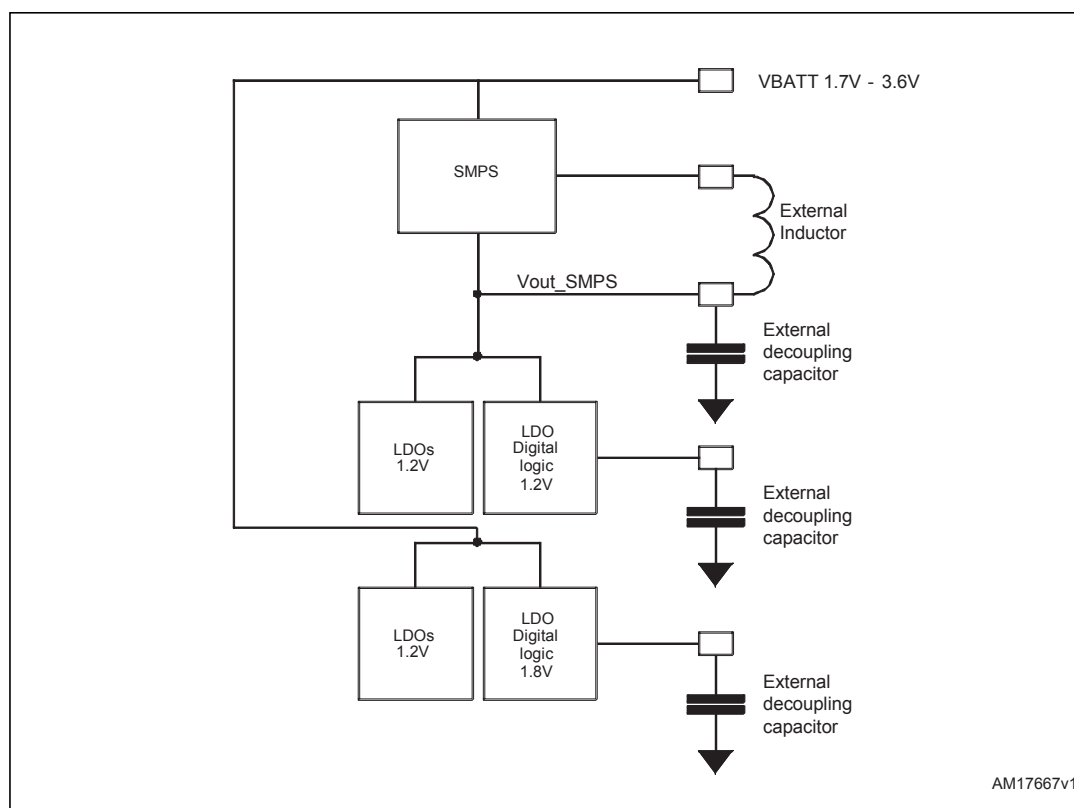 VBATT 1.7V - 3.6V
SMPS
External
Inductor
Vout_SMPS
External
decoupling
capacitor
LDOs
1.2V
LDO
Digital
logic
1.2V
External
decoupling
capacitor
LDOs
1.2V
LDO
Digital
logic
1.8V
External
decoupling
capacitor
AM17667v1